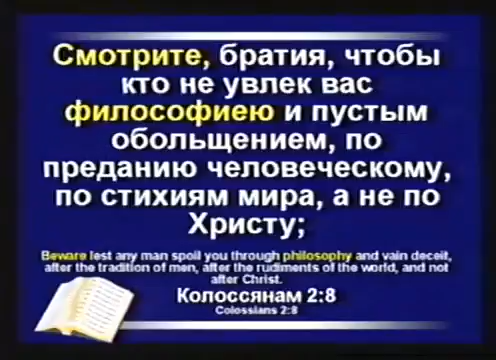 Смотрите, братия, чтобы
кто не увлек вас
философиею и пустым
обольщением, по
преданию человеческому,
по стихиям мира, а не по
Христу;
Beware lest any man spoil you through philosophy and vain deceit,
after the tradition of men, after the rudiments of the world, and not
after Christ.
Колоссянам 2:8
Colossians 2:8